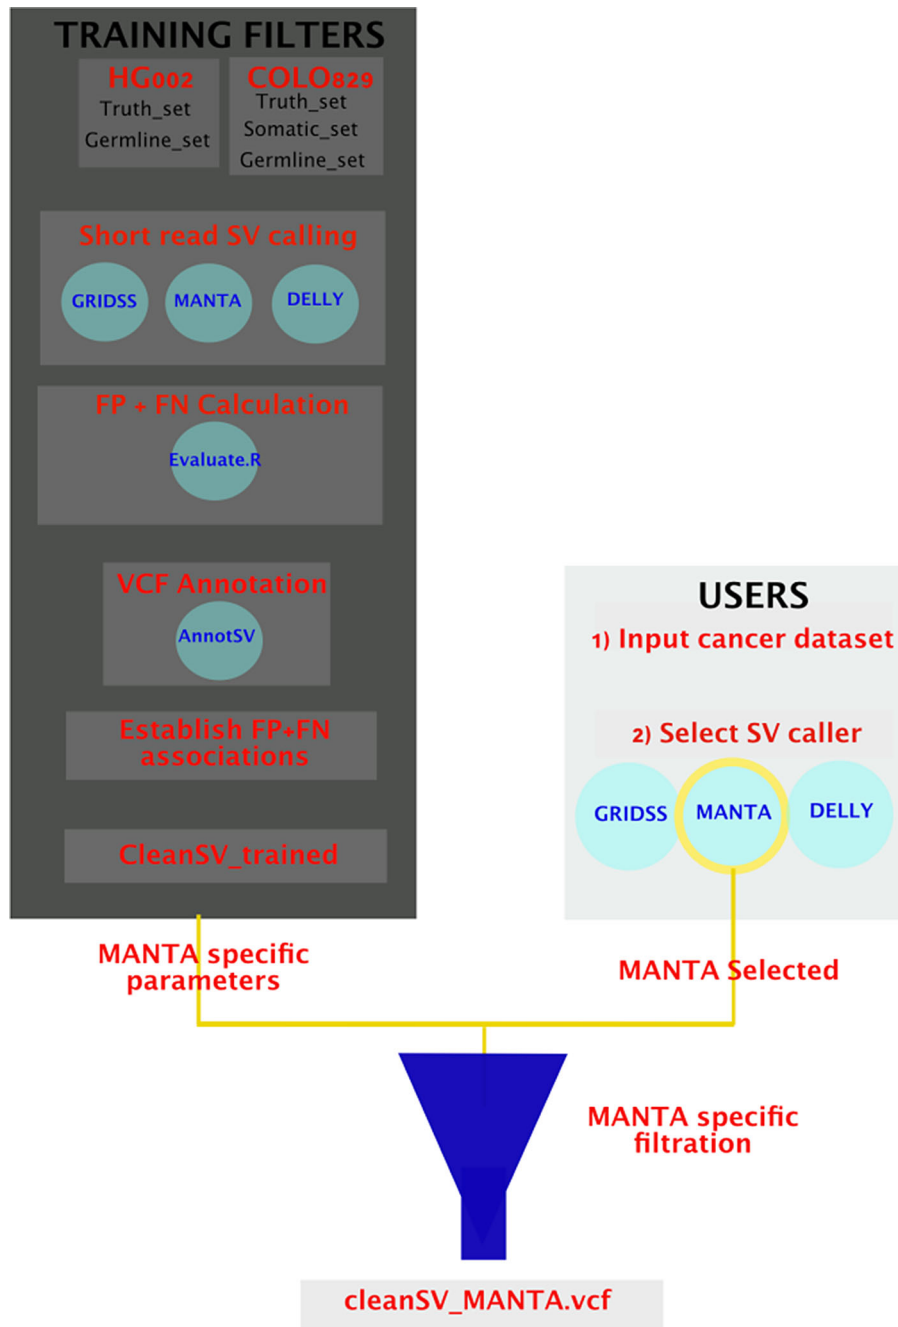 TRAINING FILTERS
HG002
Truth_set
Germline_set
COLO829
Truth_set
Somatic_set
Germline_set
Short read SV calling
GRIDSS
MANTA
DELLY
FP + FN Calculation
Evaluate.R
VCF Annotation
AnnotSV
Establish FP+FN
associations
CleanSV_trained
MANTA specific
parameters
USERS
1) Input cancer dataset
2) Select SV caller
GRIDSS
MANTA
DELLY
MANTA Selected
MANTA specific
filtration
cleanSV_MANTA.vcf